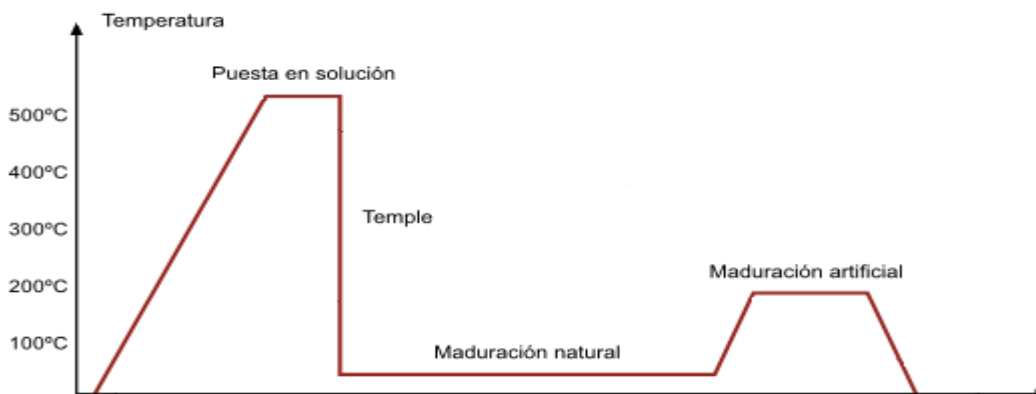 Temperatura
Puesta en solución
500ºC
400ºC
300ºC
Temple
200ºC
Maduración artificial
100ºC
Maduración natural